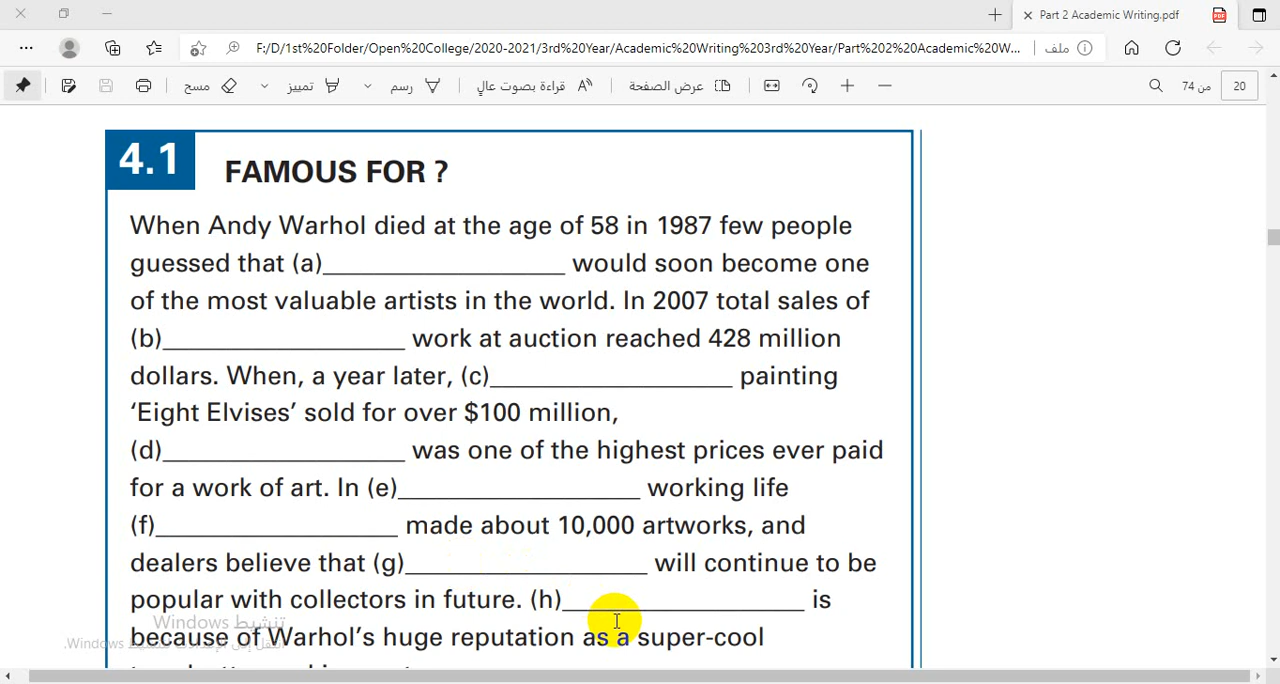 Part 2 Academic Writing.pdf
F:/D/1st%20Folder/Open%20College/2020-2021/3rd%20Year/Academic%20Writing%203rd%20Year/Part%202%20Academic%20W... ملف
مسح تمييز رسم قراءة بصوت عالٍ عرض الصفحة من 74 20
4.1 FAMOUS FOR ?
When Andy Warhol died at the age of 58 in 1987 few people
guessed that (a)__________________ would soon become one
of the most valuable artists in the world. In 2007 total sales of
(b)__________________ work at auction reached 428 million
dollars. When, a year later, (c)__________________ painting
‘Eight Elvises’ sold for over $100 million,
(d)__________________ was one of the highest prices ever paid
for a work of art. In (e)__________________ working life
(f)__________________ made about 10,000 artworks, and
dealers believe that (g)__________________ will continue to be
popular with collectors in future. (h)__________________ is
تنشيط Windows
because of Warhol’s huge reputation as a super-cool